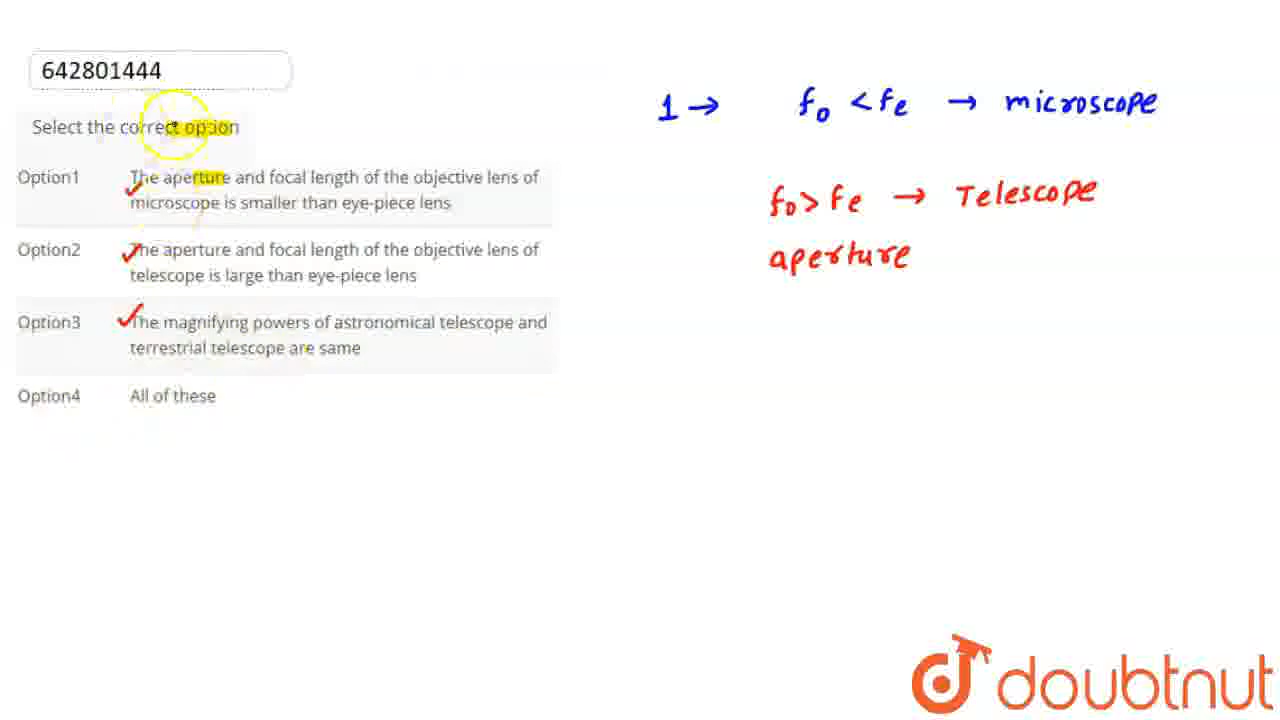 642801444
Select the correct option
Option1 The aperture and focal length of the objective lens of
microscope is smaller than eye-piece lens
Option2 The aperture and focal length of the objective lens of
telescope is large than eye-piece lens
Option3 The magnifying powers of astronomical telescope and
terrestrial telescope are same
Option4 All of these
1 → fo < fe → microscope
fo > fe → Telescope
aperture
doubtnut